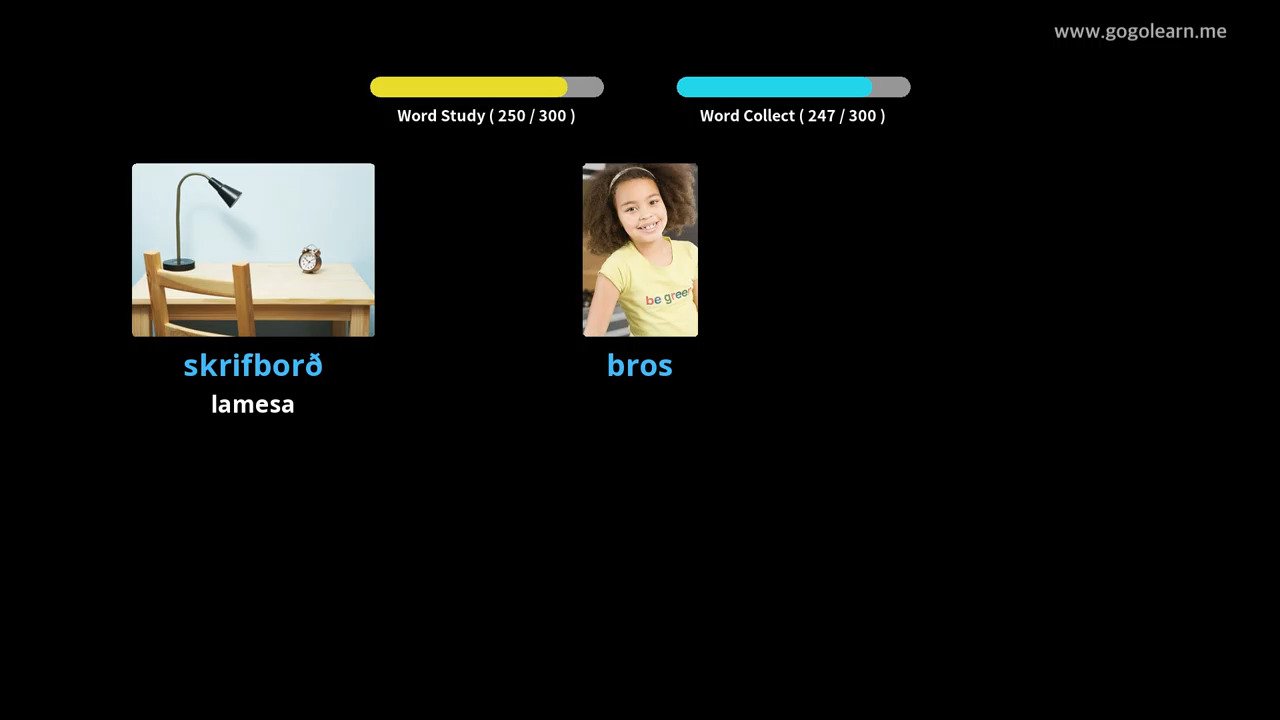 www.gogolearn.me
Word Study ( 250 / 300 )
Word Collect ( 247 / 300 )
be green
skrifborð
bros
lamesa